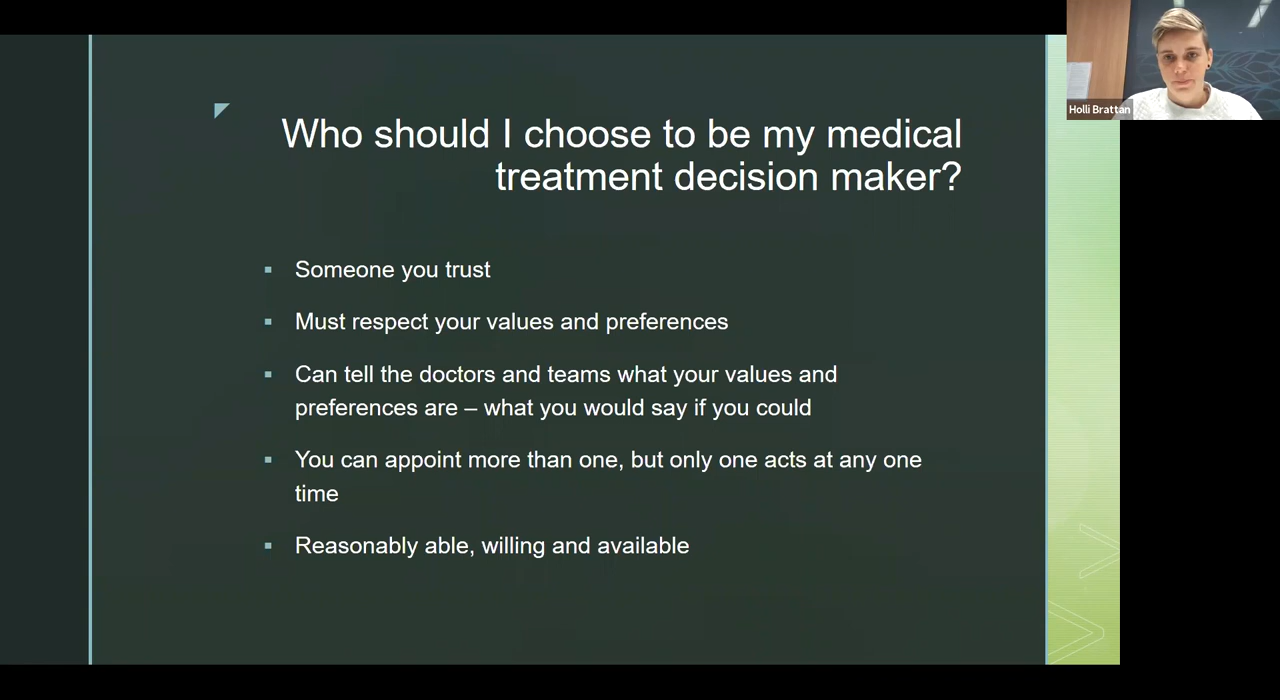 Who should I choose to be my medical
treatment decision maker?
Someone you trust
Must respect your values and preferences
Can tell the doctors and teams what your values and
preferences are – what you would say if you could
You can appoint more than one, but only one acts at any one
time
Reasonably able, willing and available
Holli Brattan